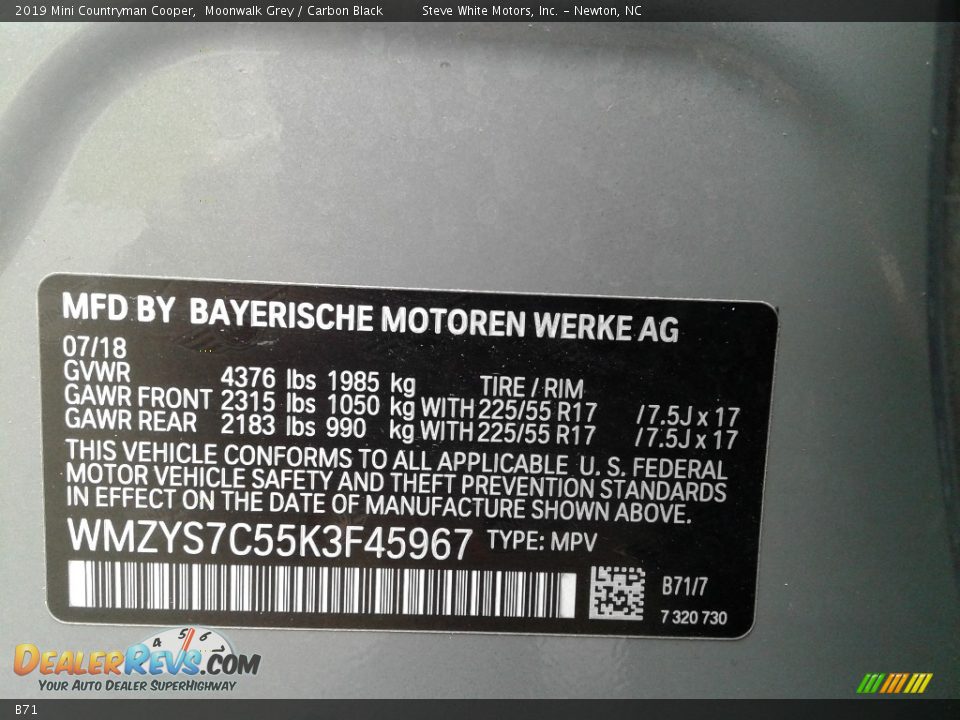 2019 Mini Countryman Cooper, Moonwalk Grey / Carbon Black Steve White Motors, Inc. – Newton, NC
MFD BY BAYERISCHE MOTOREN WERKE AG
07/18
GVWR 4376 lbs 1985 kg TIRE / RIM
GAWR FRONT 2315 lbs 1050 kg WITH 225/55 R17 /7.5J x 17
GAWR REAR 2183 lbs 990 kg WITH 225/55 R17 /7.5J x 17
THIS VEHICLE CONFORMS TO ALL APPLICABLE U. S. FEDERAL
MOTOR VEHICLE SAFETY AND THEFT PREVENTION STANDARDS
IN EFFECT ON THE DATE OF MANUFACTURE SHOWN ABOVE.
WMZYS7C55K3F45967 TYPE: MPV
B71/7
7 320 730
4 5 6 7
DEALERREVS.COM
YOUR AUTO DEALER SUPERHIGHWAY
B71